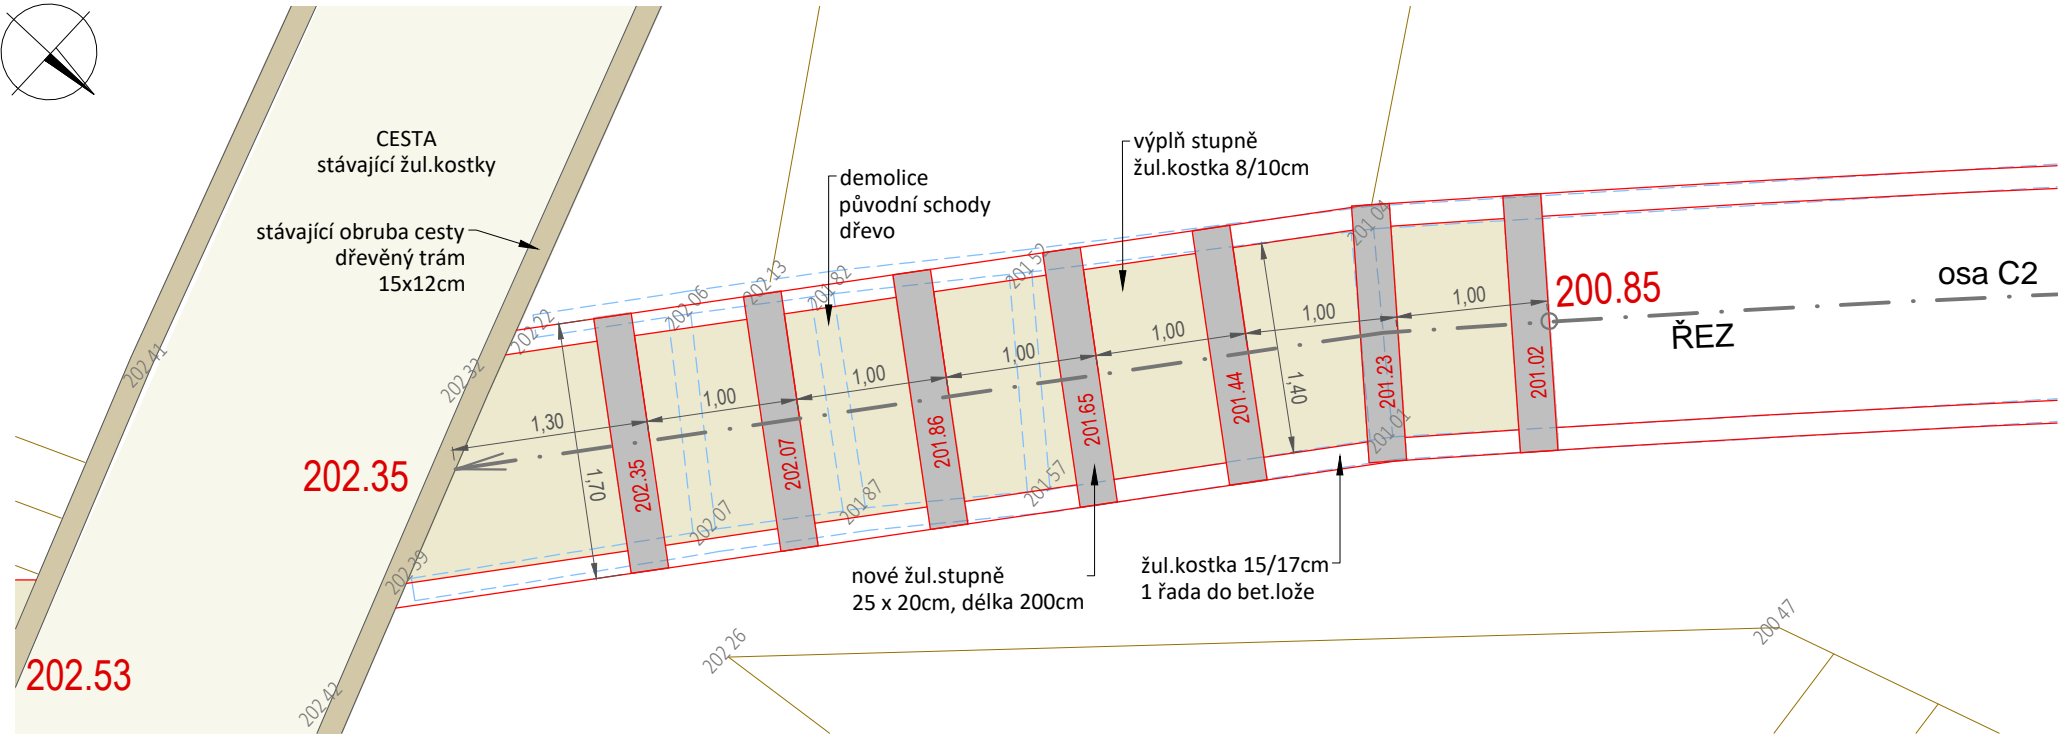 CESTA
stávající žul.kostky
stávající obruba cesty
dřevěný trám
15x12cm
demolice
původní schody
dřevo
výplň stupně
žul.kostka 8/10cm
nové žul.stupně
25 x 20cm, délka 200cm
žul.kostka 15/17cm
1 řada do bet.lože
osa C2
ŘEZ
200.85
202.35
202.53
202.35
202.07
201.86
201.65
201.44
201.23
201.02
1,30
1,00
1,00
1,00
1,00
1,00
1,00
1,70
1,40
202.41
202.32
202.22
202.06
202.13
201.82
201.52
201.04
202.39
202.07
201.87
201.57
201.01
202.42
202.26
200.47